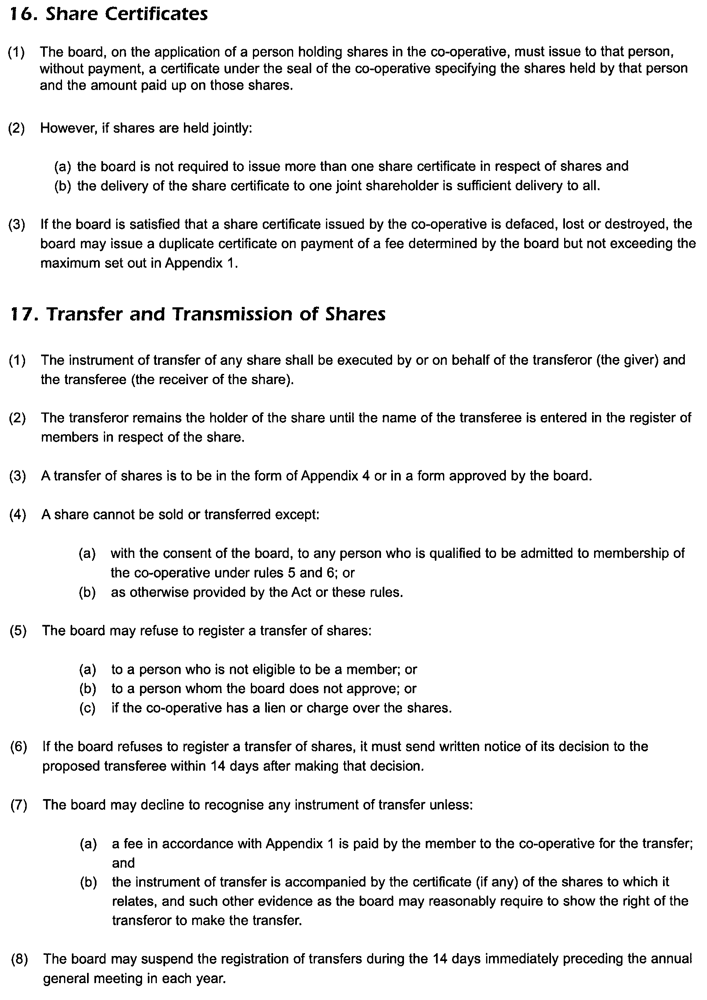 16. Share Certificates
(1) The board, on the application of a person holding shares in the co-operative, must issue to that person,
without payment, a certificate under the seal of the co-operative specifying the shares held by that person
and the amount paid up on those shares.
(2) However, if shares are held jointly:
(a) the board is not required to issue more than one share certificate in respect of shares and
(b) the delivery of the share certificate to one joint shareholder is sufficient delivery to all.
(3) If the board is satisfied that a share certificate issued by the co-operative is defaced, lost or destroyed, the
board may issue a duplicate certificate on payment of a fee determined by the board but not exceeding the
maximum set out in Appendix 1.
17. Transfer and Transmission of Shares
(1) The instrument of transfer of any share shall be executed by or on behalf of the transferor (the giver) and
the transferee (the receiver of the share).
(2) The transferor remains the holder of the share until the name of the transferee is entered in the register of
members in respect of the share.
(3) A transfer of shares is to be in the form of Appendix 4 or in a form approved by the board.
(4) A share cannot be sold or transferred except:
(a) with the consent of the board, to any person who is qualified to be admitted to membership of
the co-operative under rules 5 and 6; or
(b) as otherwise provided by the Act or these rules.
(5) The board may refuse to register a transfer of shares:
(a) to a person who is not eligible to be a member; or
(b) to a person whom the board does not approve; or
(c) if the co-operative has a lien or charge over the shares.
(6) If the board refuses to register a transfer of shares, it must send written notice of its decision to the
proposed transferee within 14 days after making that decision.
(7) The board may decline to recognise any instrument of transfer unless:
(a) a fee in accordance with Appendix 1 is paid by the member to the co-operative for the transfer;
and
(b) the instrument of transfer is accompanied by the certificate (if any) of the shares to which it
relates, and such other evidence as the board may reasonably require to show the right of the
transferor to make the transfer.
(8) The board may suspend the registration of transfers during the 14 days immediately preceding the annual
general meeting in each year.